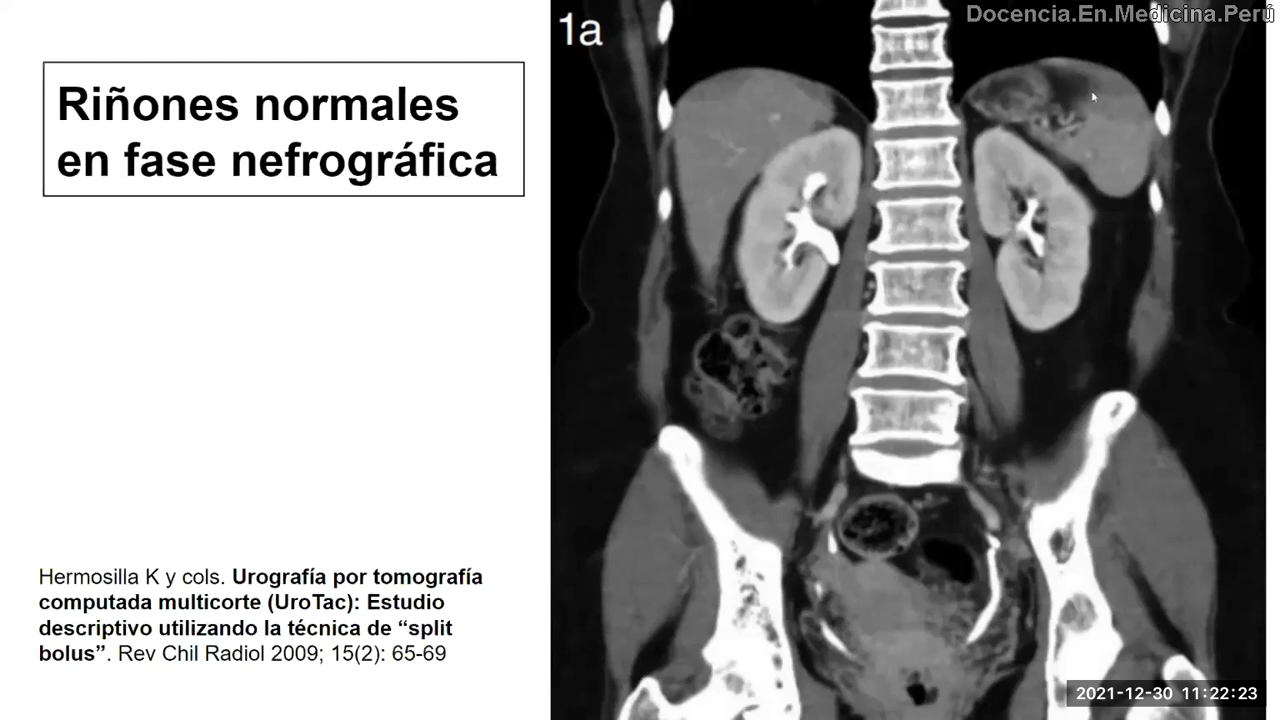 Docencia.En.Medicina.Perú
1a
Riñones normales
en fase nefrográfica
Hermosilla K y cols. Urografía por tomografía
computada multicorte (UroTac): Estudio
descriptivo utilizando la técnica de “split
bolus”. Rev Chil Radiol 2009; 15(2): 65-69
2021-12-30 11:22:23